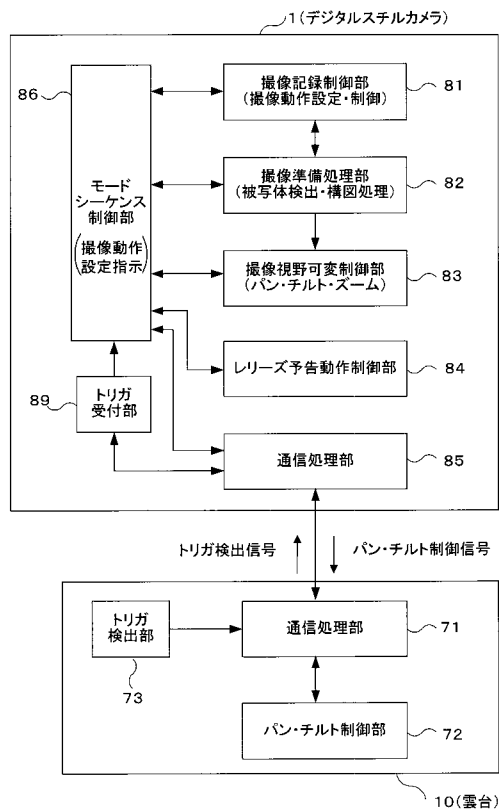 1(デジタルスチルカメラ)
86
モード
シーケンス
制御部
(撮像動作
設定指示)
撮像記録制御部
(撮像動作設定・制御)
81
撮像準備処理部
(被写体検出・構図処理)
82
撮像視野可変制御部
(パン・チルト・ズーム)
83
レリーズ予告動作制御部
84
89
トリガ
受付部
通信処理部
85
トリガ検出信号
パン・チルト制御信号
トリガ
検出部
73
通信処理部
71
パン・チルト制御部
72
10(雲台)